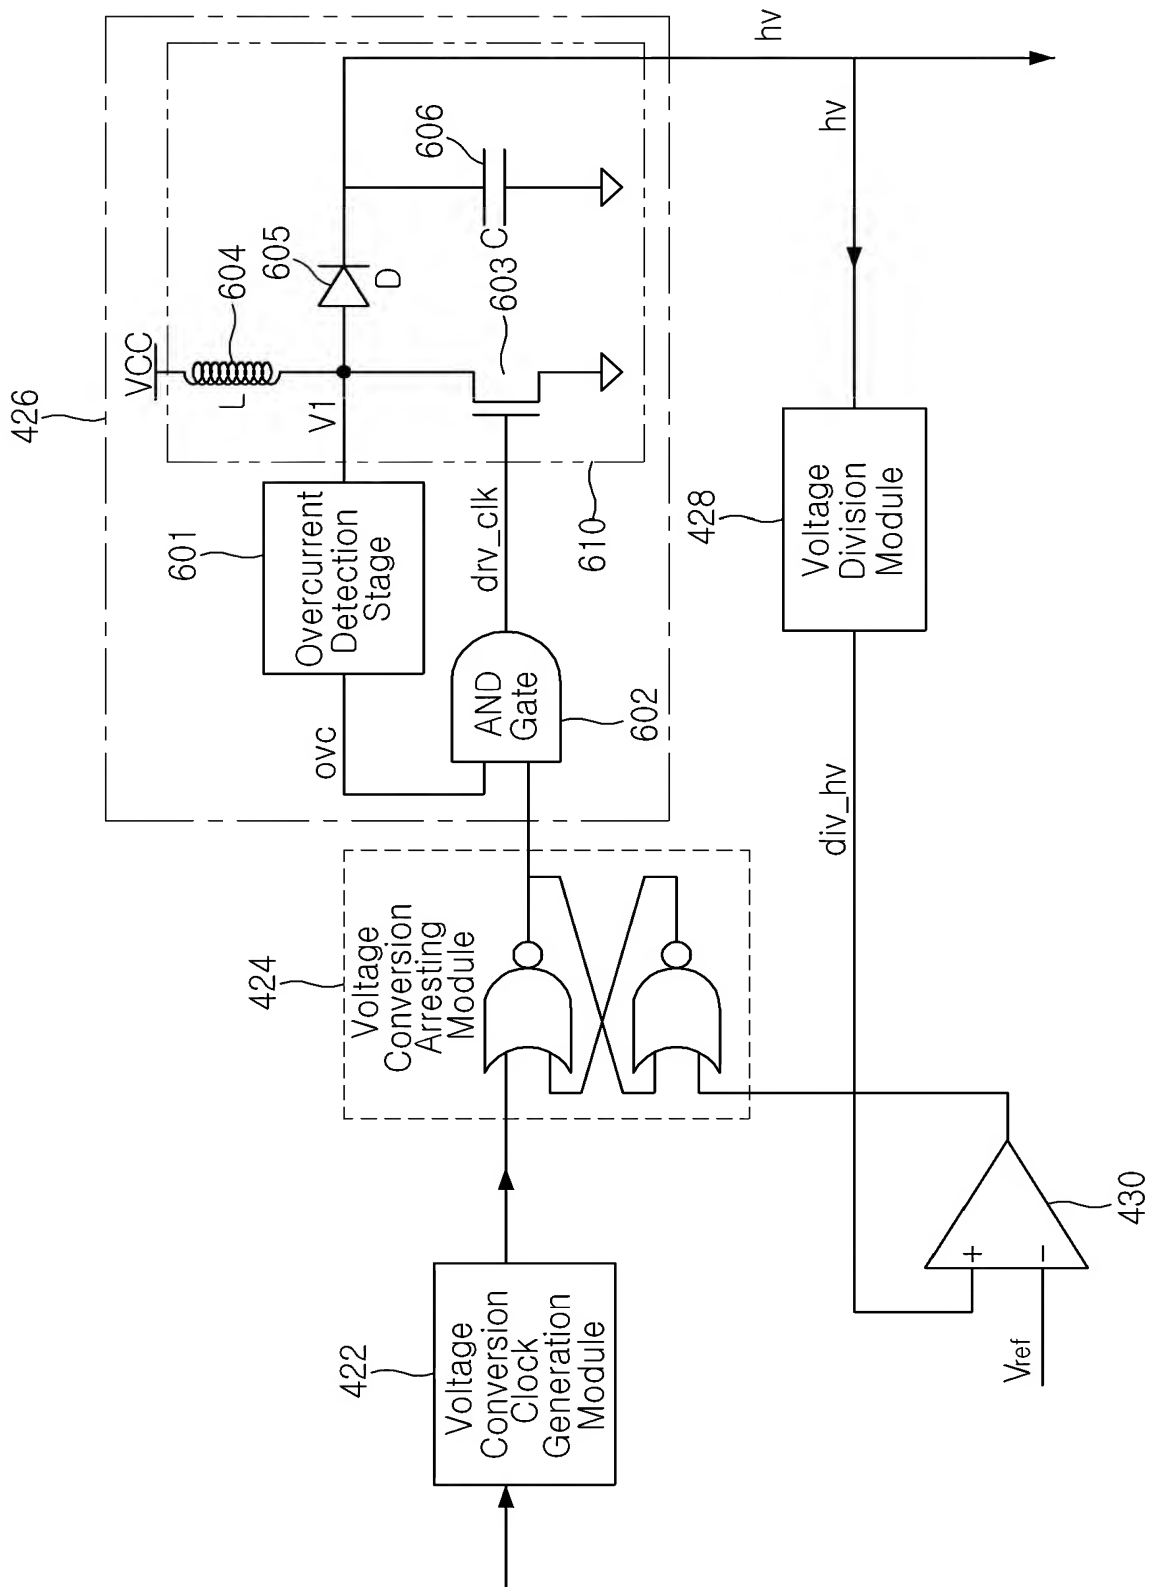 426
VCC
604
L
605
D
606
C
603
hv
hv
V1
601
Overcurrent
Detection
Stage
610
drv_clk
ovc
AND
Gate
602
428
Voltage
Division
Module
div_hv
424
Voltage
Conversion
Arresting
Module
422
Voltage
Conversion
Clock
Generation
Module
+
−
430
Vref